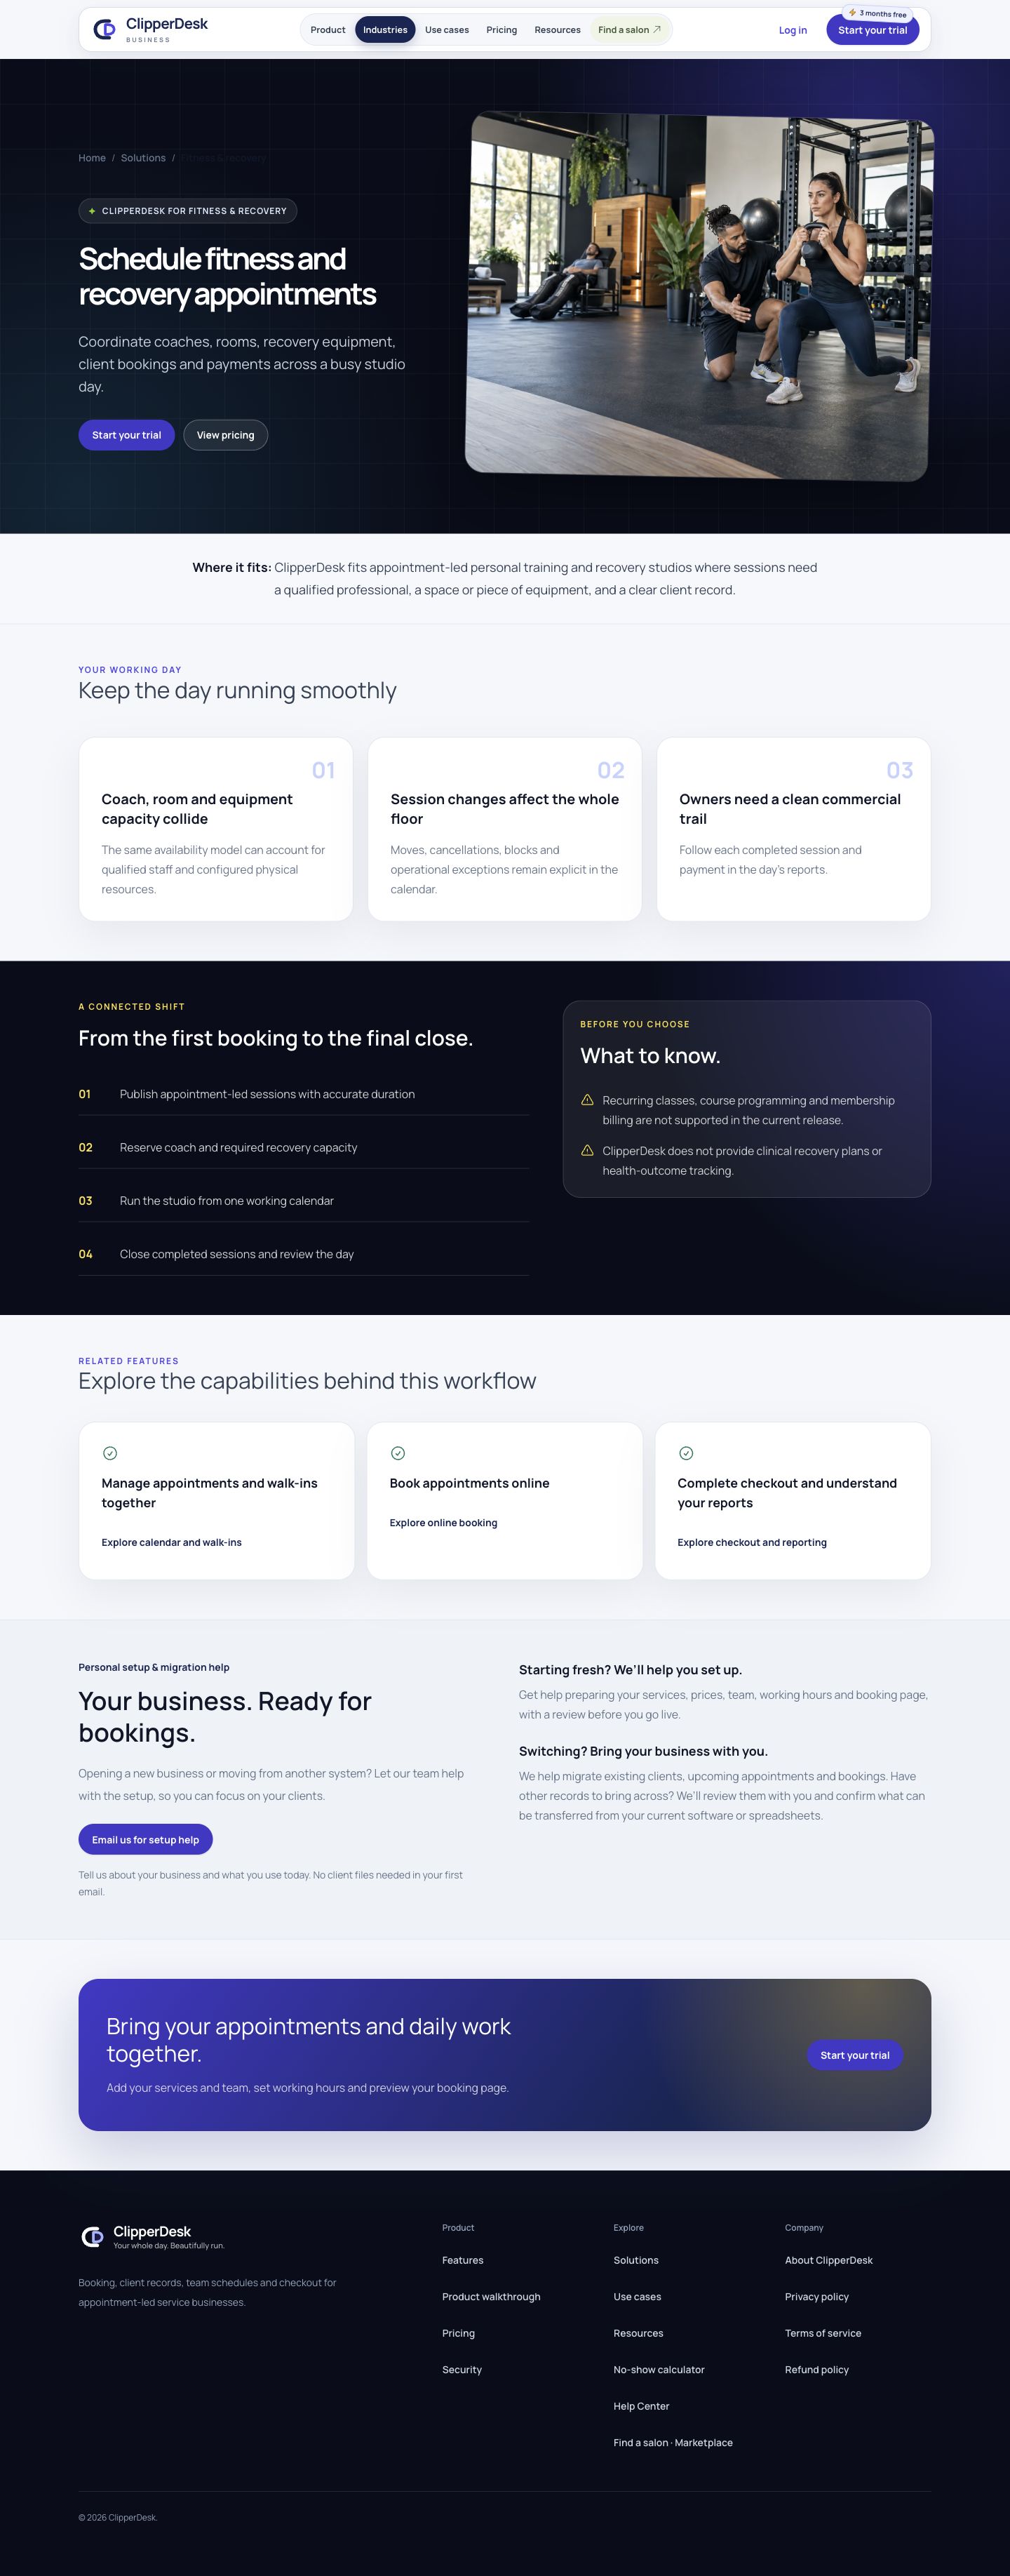 ClipperDesk
BUSINESS
Product
Industries
Use cases
Pricing
Resources
Find a salon
Log in
3 months free
Start your trial
Home / Solutions / Fitness & recovery
CLIPPERDESK FOR FITNESS & RECOVERY
Schedule fitness and
recovery appointments
Coordinate coaches, rooms, recovery equipment,
client bookings and payments across a busy studio
day.
Start your trial
View pricing
Where it fits: ClipperDesk fits appointment-led personal training and recovery studios where sessions need
a qualified professional, a space or piece of equipment, and a clear client record.
YOUR WORKING DAY
Keep the day running smoothly
01
Coach, room and equipment
capacity collide
The same availability model can account for
qualified staff and configured physical
resources.
02
Session changes affect the whole
floor
Moves, cancellations, blocks and
operational exceptions remain explicit in the
calendar.
03
Owners need a clean commercial
trail
Follow each completed session and
payment in the day's reports.
A CONNECTED SHIFT
From the first booking to the final close.
01 Publish appointment-led sessions with accurate duration
02 Reserve coach and required recovery capacity
03 Run the studio from one working calendar
04 Close completed sessions and review the day
BEFORE YOU CHOOSE
What to know.
Recurring classes, course programming and membership
billing are not supported in the current release.
ClipperDesk does not provide clinical recovery plans or
health-outcome tracking.
RELATED FEATURES
Explore the capabilities behind this workflow
Manage appointments and walk-ins
together
Explore calendar and walk-ins
Book appointments online
Explore online booking
Complete checkout and understand
your reports
Explore checkout and reporting
Personal setup & migration help
Your business. Ready for
bookings.
Opening a new business or moving from another system? Let our team help
with the setup, so you can focus on your clients.
Email us for setup help
Tell us about your business and what you use today. No client files needed in your first
email.
Starting fresh? We'll help you set up.
Get help preparing your services, prices, team, working hours and booking page,
with a review before you go live.
Switching? Bring your business with you.
We help migrate existing clients, upcoming appointments and bookings. Have
other records to bring across? We'll review them with you and confirm what can
be transferred from your current software or spreadsheets.
Bring your appointments and daily work
together.
Add your services and team, set working hours and preview your booking page.
Start your trial
ClipperDesk
Your whole day. Beautifully run.
Booking, client records, team schedules and checkout for
appointment-led service businesses.
Product
Features
Product walkthrough
Pricing
Security
Explore
Solutions
Use cases
Resources
No-show calculator
Help Center
Find a salon · Marketplace
Company
About ClipperDesk
Privacy policy
Terms of service
Refund policy
© 2026 ClipperDesk.